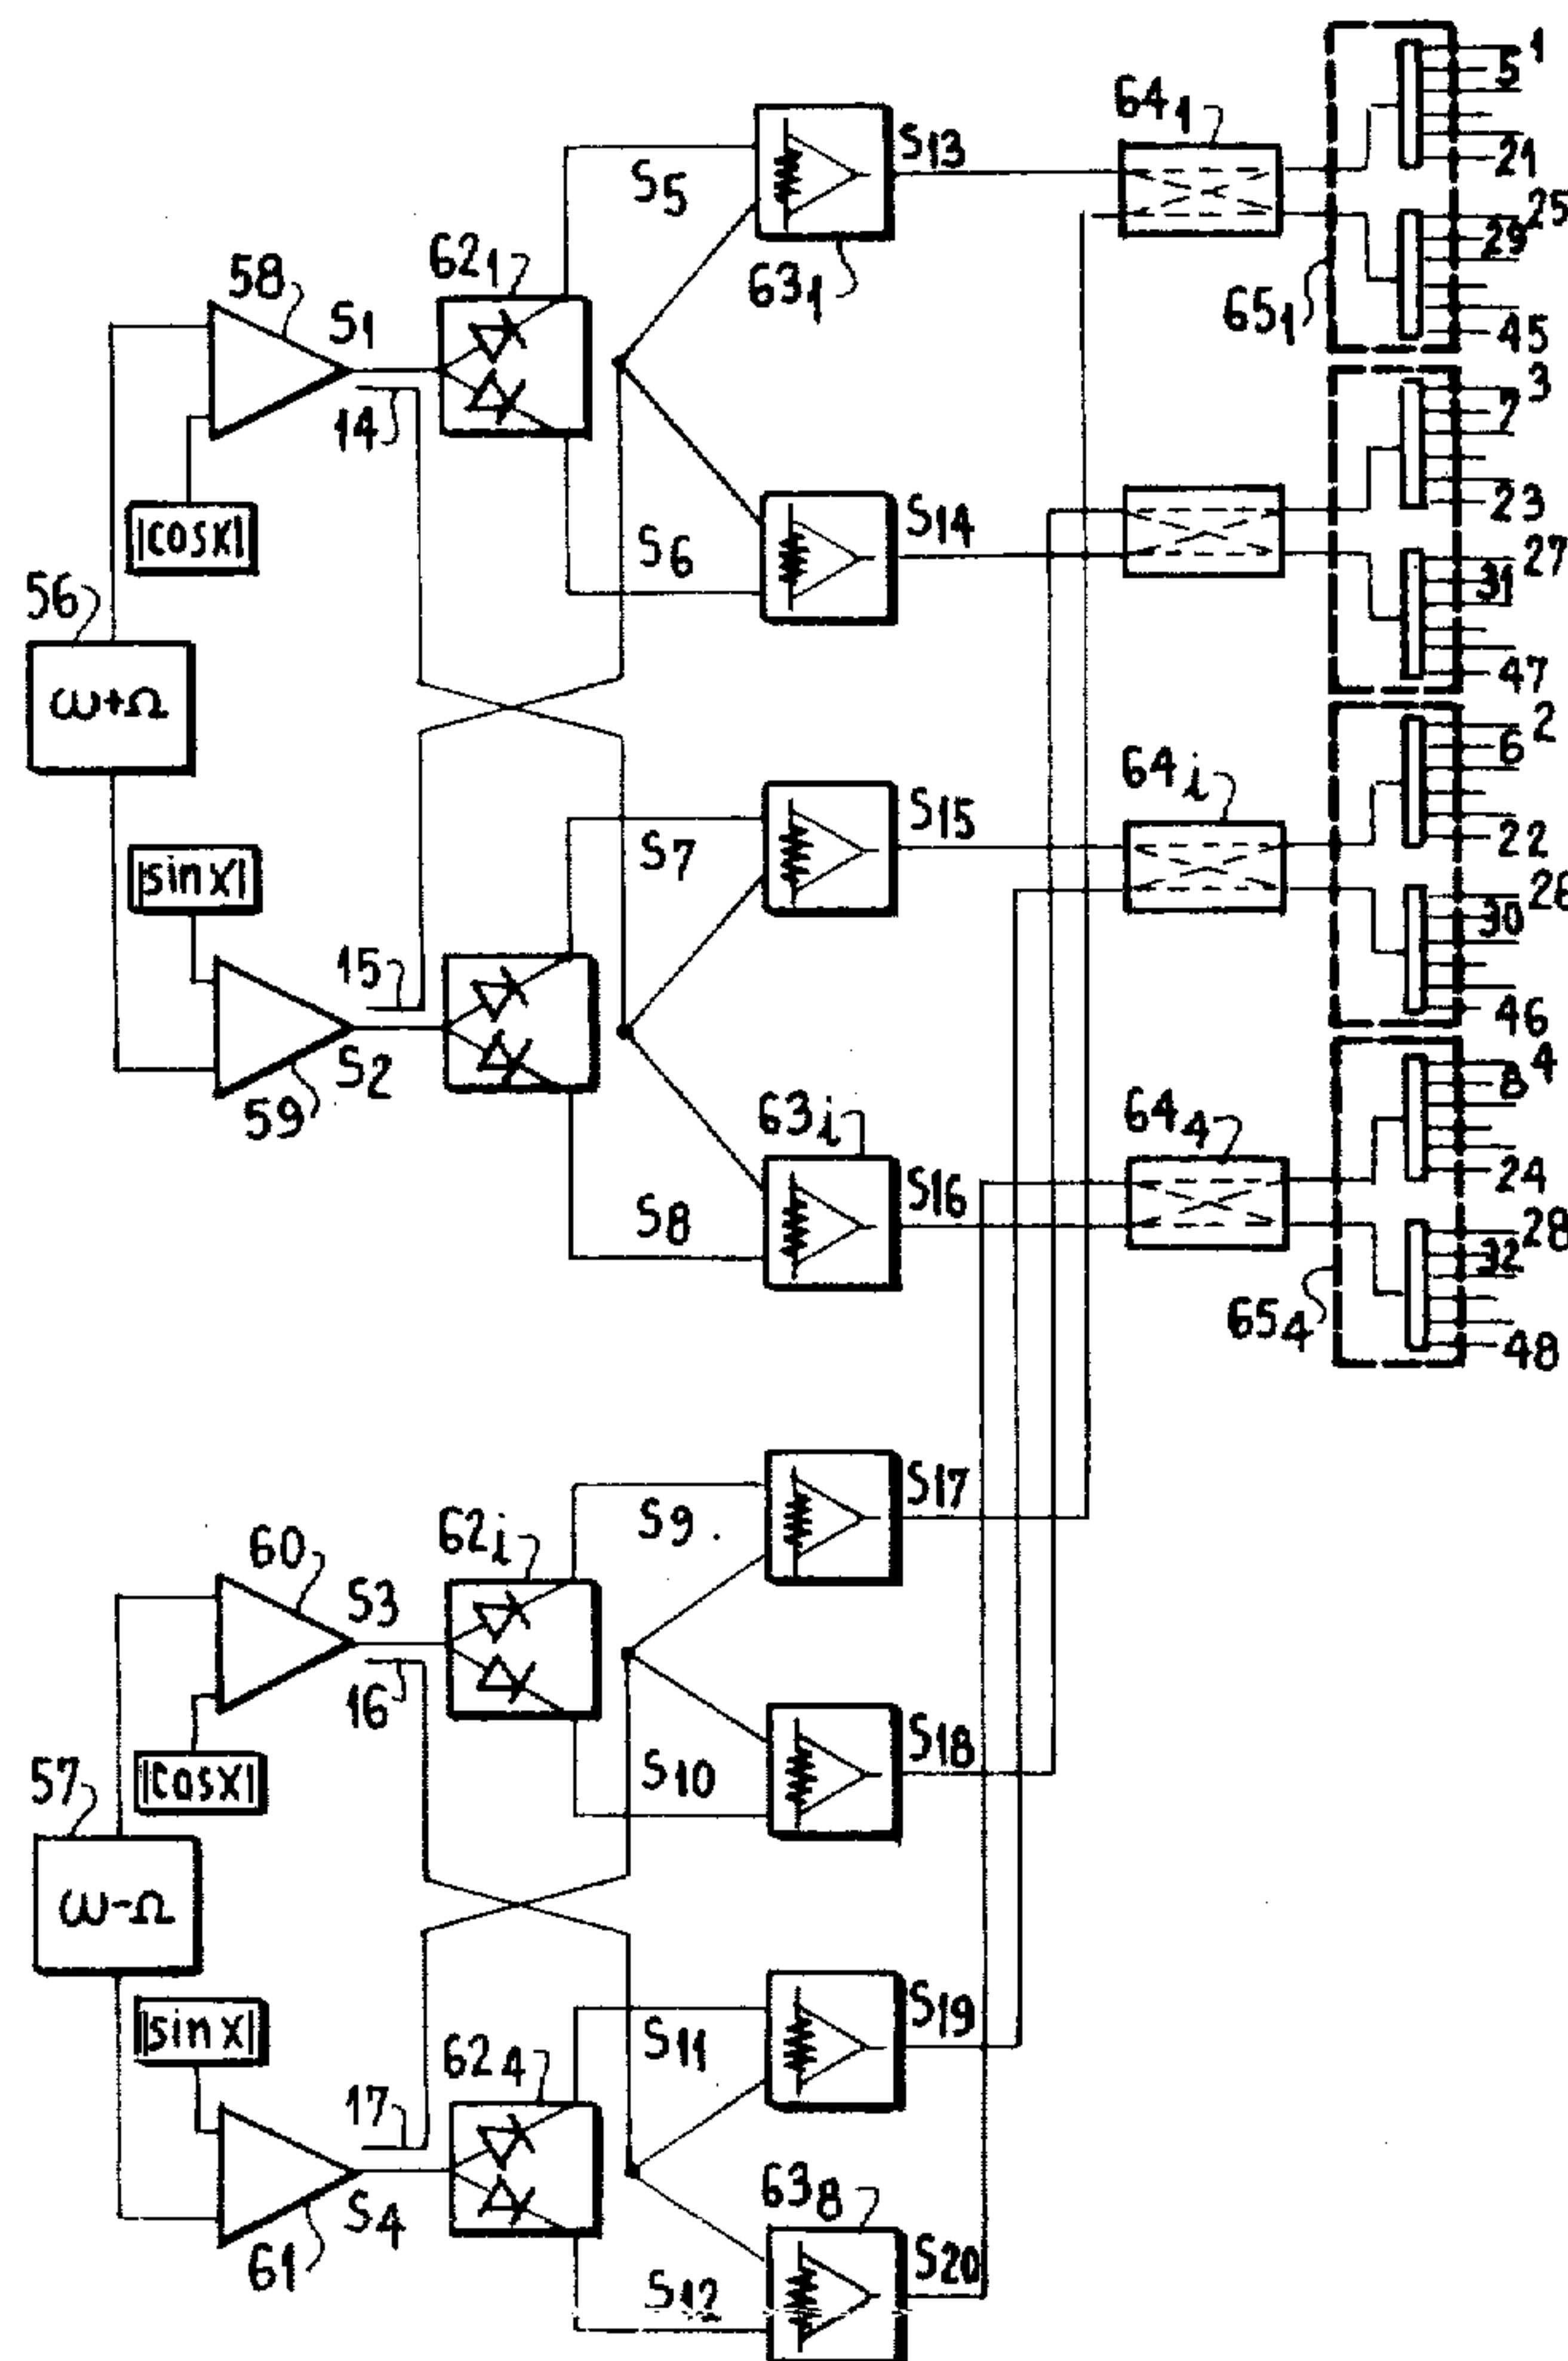 1
5
S13
64₁
21
S5
25
62₁
29
58
63₁
S1
65₁
45
3
14
7
|cosx|
S14
23
S6
27
56
31
ω+Ω
47
2
64i
6
S15
|sinx|
S7
22
15
26
30
S2
46
59
4
63i
64₄
8
S16
24
S8
28
32
65₄
48
S17
S9
60
62i
S3
16
S18
57
|cosx|
S10
ω-Ω
S19
|sinx|
62₄
S11
17
63₈
S4
61
S20
S12